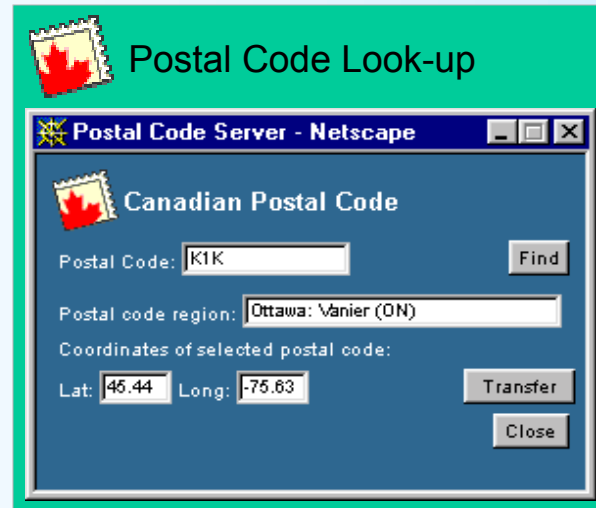 Postal Code Look-up
Postal Code Server - Netscape
Canadian Postal Code
Postal Code: K1K Find
Postal code region: Ottawa: Vanier (ON)
Coordinates of selected postal code:
Lat: 45.44 Long: -75.63 Transfer
Close